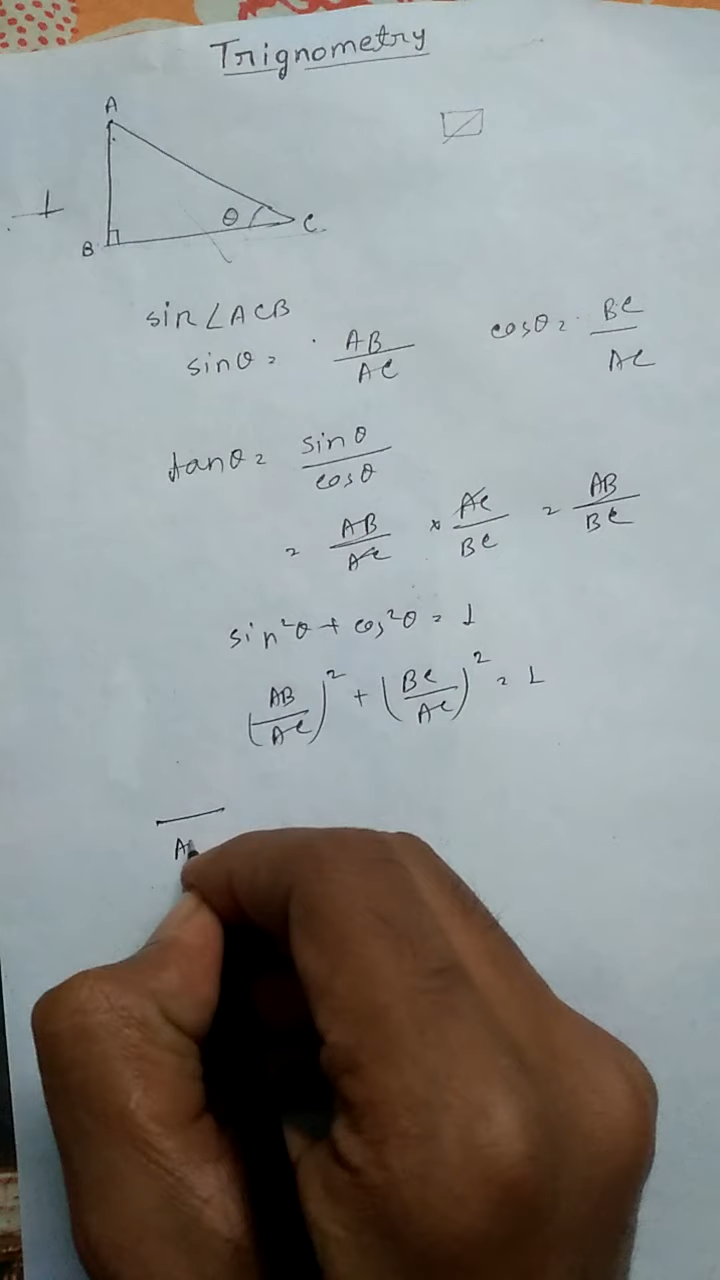 Trignometry
A
B
θ
C
sin∠ACB
sinθ = AB/AC
cosθ = BC/AC
tanθ = sinθ/cosθ
= AB/AC × AC/BC = AB/BC
sin²θ + cos²θ = 1
(AB/AC)² + (BC/AC)² = 1
A